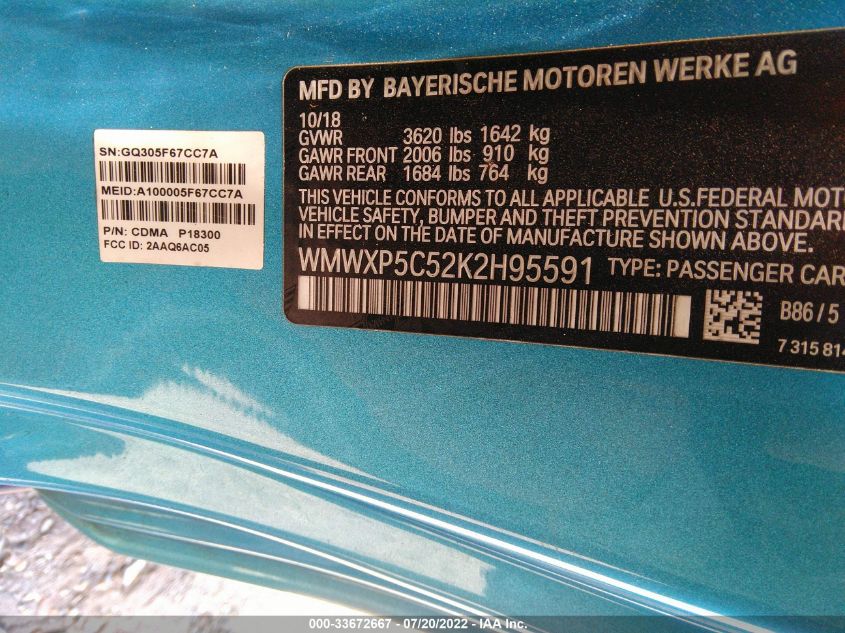 SN:GQ305F67CC7A
MEID:A100005F67CC7A
P/N: CDMA P18300
FCC ID: 2AAQ6AC05
MFD BY BAYERISCHE MOTOREN WERKE AG
10/18
GVWR 3620 lbs 1642 kg
GAWR FRONT 2006 lbs 910 kg
GAWR REAR 1684 lbs 764 kg
THIS VEHICLE CONFORMS TO ALL APPLICABLE U.S.FEDERAL MOT
VEHICLE SAFETY, BUMPER AND THEFT PREVENTION STANDARD
IN EFFECT ON THE DATE OF MANUFACTURE SHOWN ABOVE.
WMWXP5C52K2H95591 TYPE: PASSENGER CAR
B86/5
7 315 814
000-33672667 - 07/20/2022 - IAA Inc.